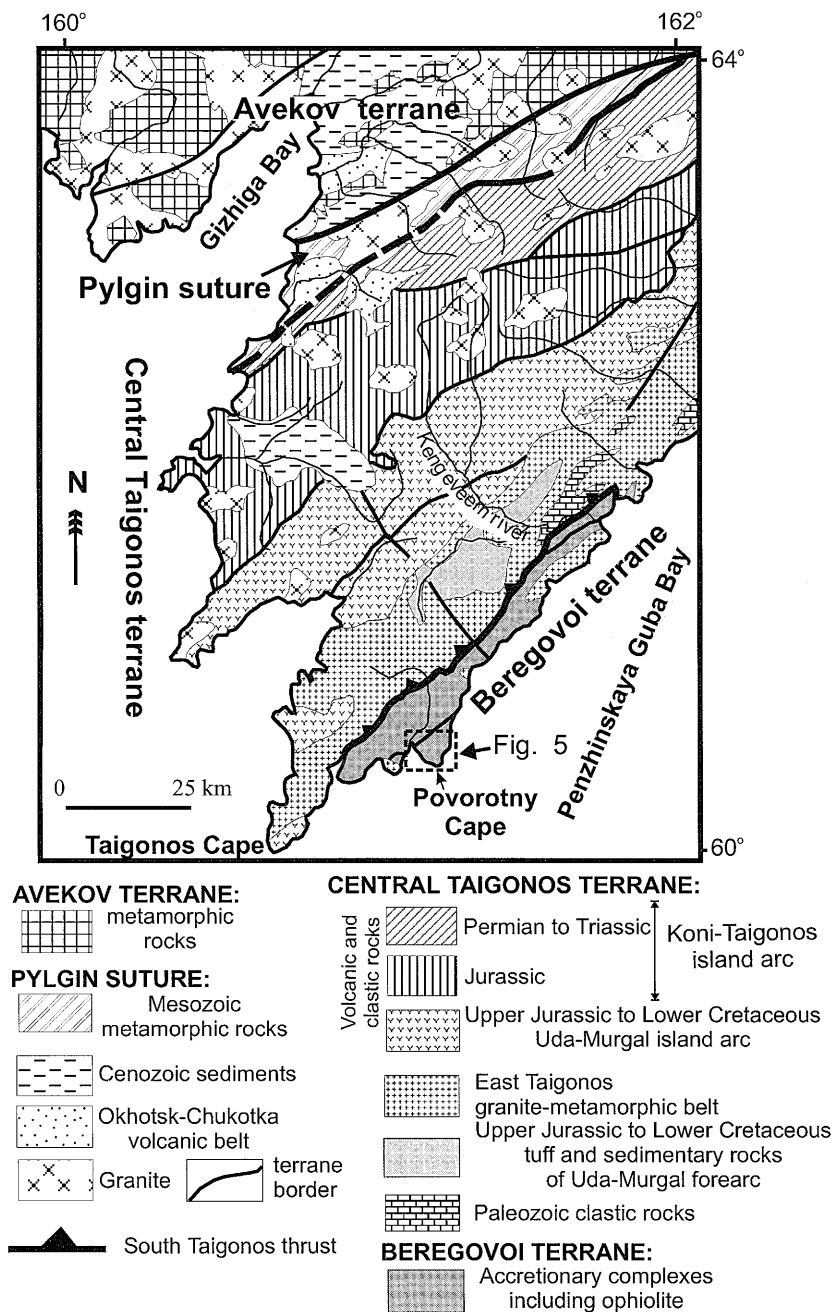 160°
162°
64°
Avekov terrane
Gizhiga Bay
Pylgin suture
Central Taigonos terrane
N
Kengeveem river
Beregovoi terrane
Penzhinskaya Guba Bay
Fig. 5
0 25 km
Povorotny
Cape
Taigonos Cape
60°
AVEKOV TERRANE:
metamorphic
rocks
PYLGIN SUTURE:
Mesozoic
metamorphic rocks
Cenozoic sediments
Okhotsk-Chukotka
volcanic belt
Granite
terrane
border
South Taigonos thrust
CENTRAL TAIGONOS TERRANE:
Volcanic and
clastic rocks
Permian to Triassic
Jurassic
Koni-Taigonos
island arc
Upper Jurassic to Lower Cretaceous
Uda-Murgal island arc
East Taigonos
granite-metamorphic belt
Upper Jurassic to Lower Cretaceous
tuff and sedimentary rocks
of Uda-Murgal forearc
Paleozoic clastic rocks
BEREGOVOI TERRANE:
Accretionary complexes
including ophiolite